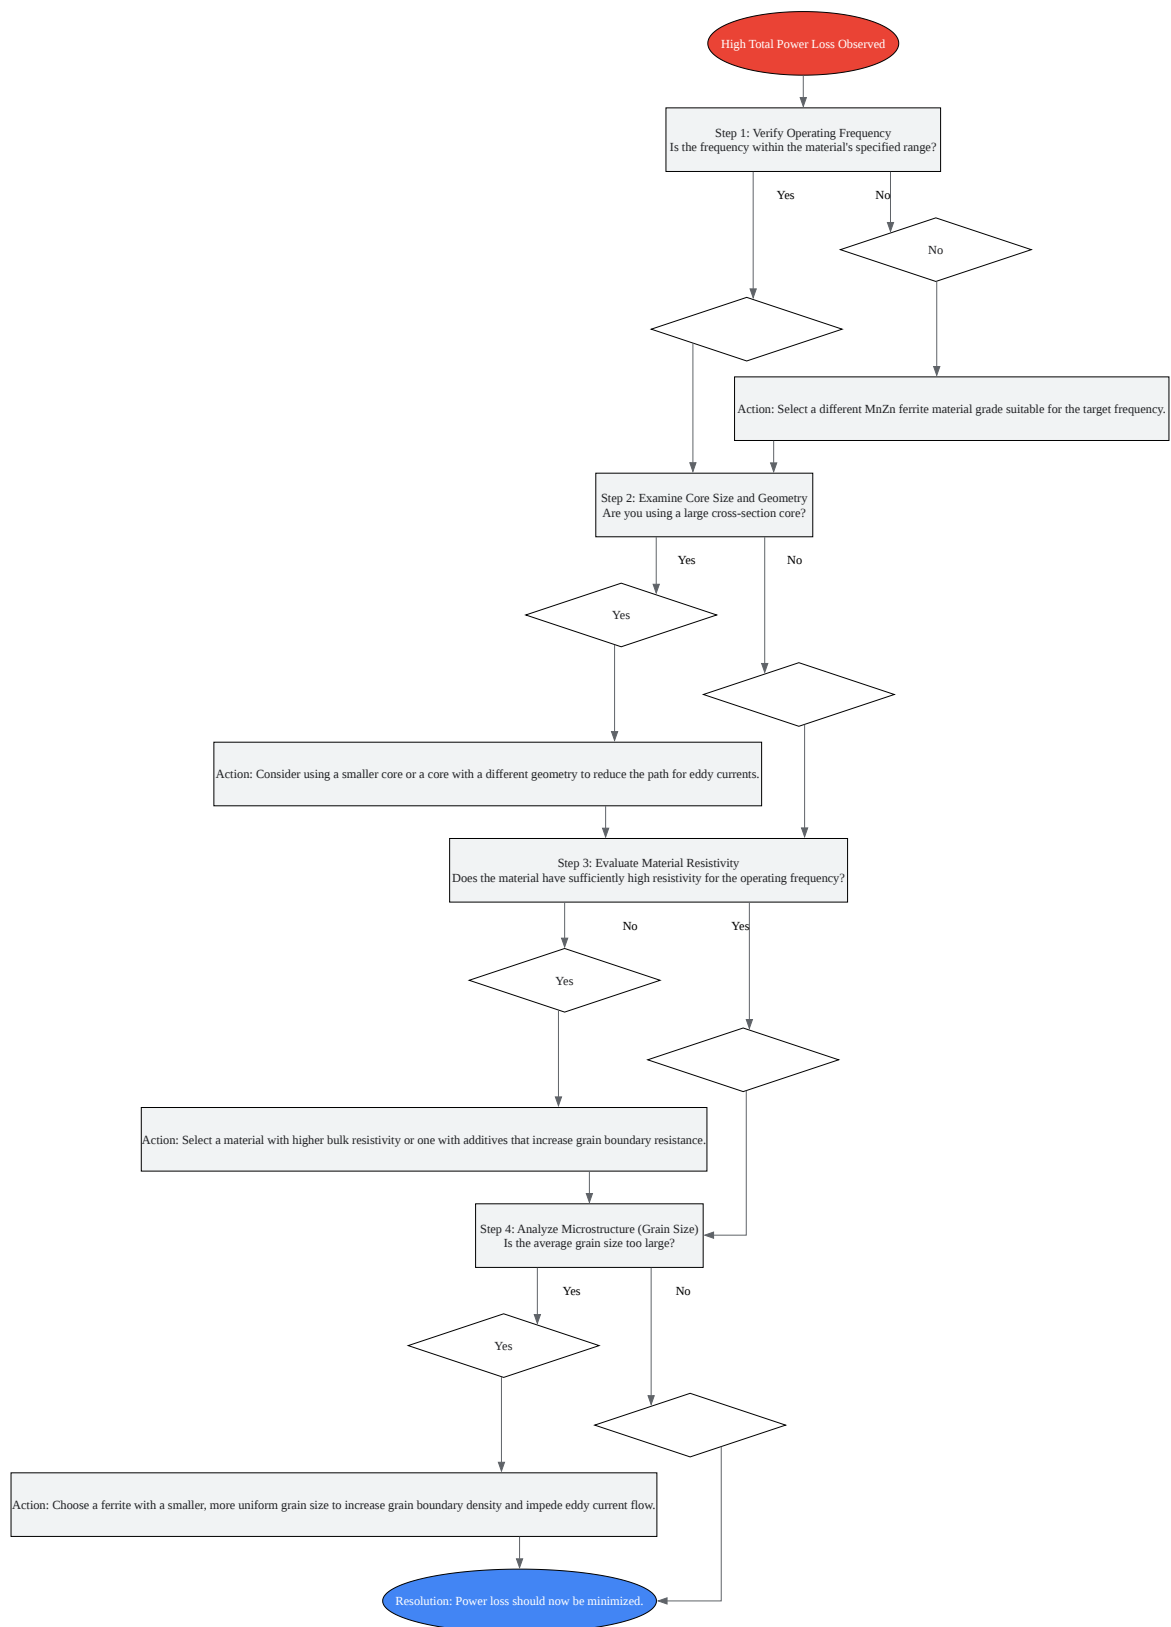 High Total Power Loss Observed
Step 1: Verify Operating Frequency
Is the frequency within the material's specified range?
Yes
No
No
Action: Select a different MnZn ferrite material grade suitable for the target frequency.
Step 2: Examine Core Size and Geometry
Are you using a large cross-section core?
Yes
No
Yes
Action: Consider using a smaller core or a core with a different geometry to reduce the path for eddy currents.
Step 3: Evaluate Material Resistivity
Does the material have sufficiently high resistivity for the operating frequency?
No
Yes
Yes
Action: Select a material with higher bulk resistivity or one with additives that increase grain boundary resistance.
Step 4: Analyze Microstructure (Grain Size)
Is the average grain size too large?
Yes
No
Yes
Action: Choose a ferrite with a smaller, more uniform grain size to increase grain boundary density and impede eddy current flow.
Resolution: Power loss should now be minimized.